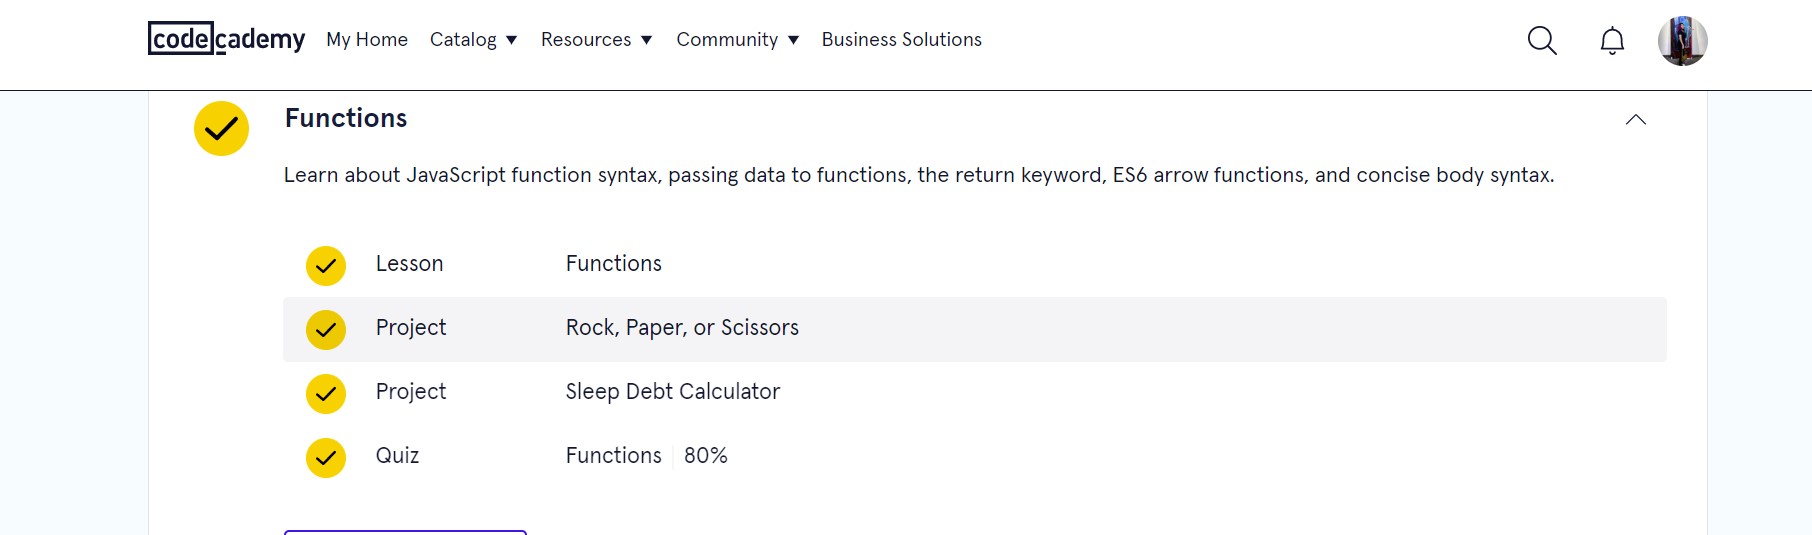 codecademy My Home Catalog Resources Community Business Solutions
Functions
Learn about JavaScript function syntax, passing data to functions, the return keyword, ES6 arrow functions, and concise body syntax.
Lesson Functions
Project Rock, Paper, or Scissors
Project Sleep Debt Calculator
Quiz Functions 80%